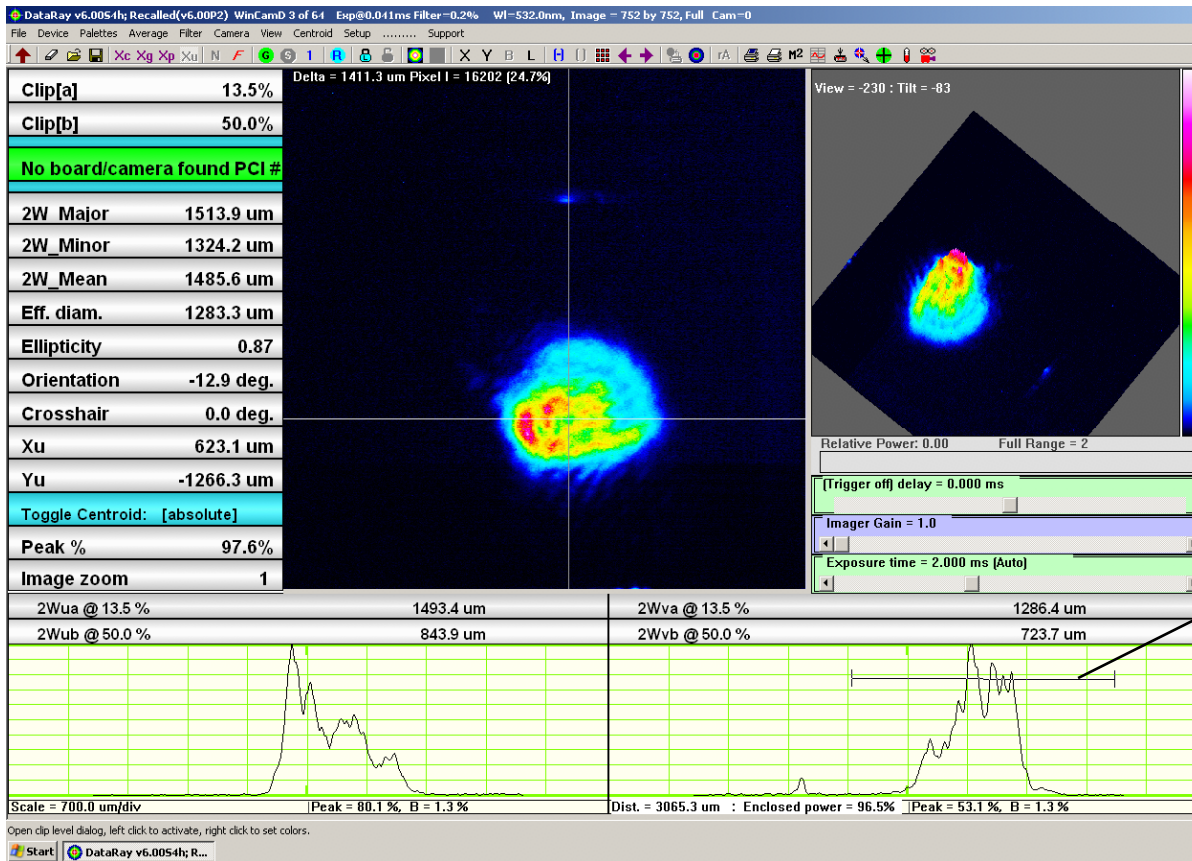 DataRay v6.00S4h; Recalled(v6.00P2) WinCamD 3 of 64 Exp@0.041ms Filter=0.2% Wl=532.0nm, Image = 752 by 752, Full Cam=0
File Device Palettes Average Filter Camera View Centroid Setup ......... Support
Xc Xg Xp Xu N F G S 1 R X Y B L rA M²
Clip[a] 13.5%
Clip[b] 50.0%
No board/camera found PCI #
2W_Major 1513.9 um
2W_Minor 1324.2 um
2W_Mean 1485.6 um
Eff. diam. 1283.3 um
Ellipticity 0.87
Orientation -12.9 deg.
Crosshair 0.0 deg.
Xu 623.1 um
Yu -1266.3 um
Toggle Centroid: [absolute]
Peak % 97.6%
Image zoom 1
Delta = 1411.3 um Pixel I = 16202 (24.7%)
View = -230 : Tilt = -83
Relative Power: 0.00 Full Range = 2
(Trigger off) delay = 0.000 ms
Imager Gain = 1.0
Exposure time = 2.000 ms (Auto)
2Wua @ 13.5 % 1493.4 um
2Wub @ 50.0 % 843.9 um
2Wva @ 13.5 % 1286.4 um
2Wvb @ 50.0 % 723.7 um
Scale = 700.0 um/div Peak = 80.1 %, B = 1.3 %
Dist. = 3065.3 um : Enclosed power = 96.5% Peak = 53.1 %, B = 1.3 %
Open clip level dialog, left click to activate, right click to set colors.
Start DataRay v6.00S4h; R...